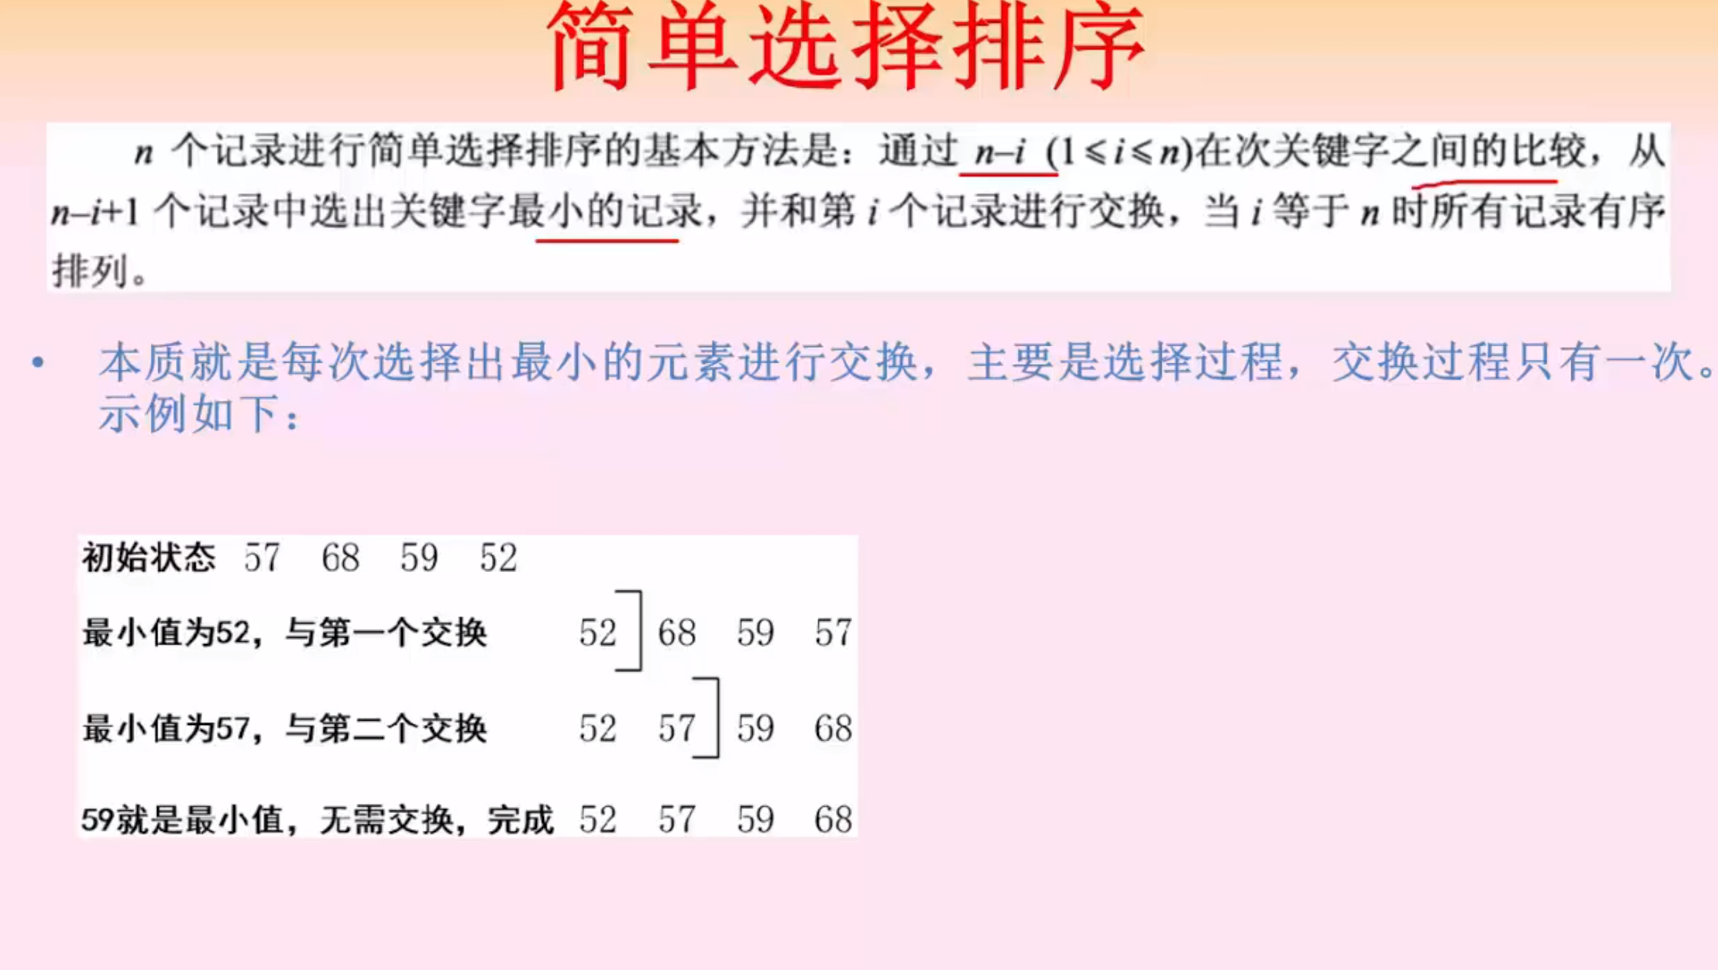 简单选择排序
n 个记录进行简单选择排序的基本方法是：通过 n–i (1≤i≤n)在次关键字之间的比较，从
n–i+1 个记录中选出关键字最小的记录，并和第 i 个记录进行交换，当 i 等于 n 时所有记录有序
排列。
• 本质就是每次选择出最小的元素进行交换，主要是选择过程，交换过程只有一次。
示例如下：
初始状态 57 68 59 52
最小值为52，与第一个交换 52 ] 68 59 57
最小值为57，与第二个交换 52 57 ] 59 68
59就是最小值，无需交换，完成 52 57 59 68